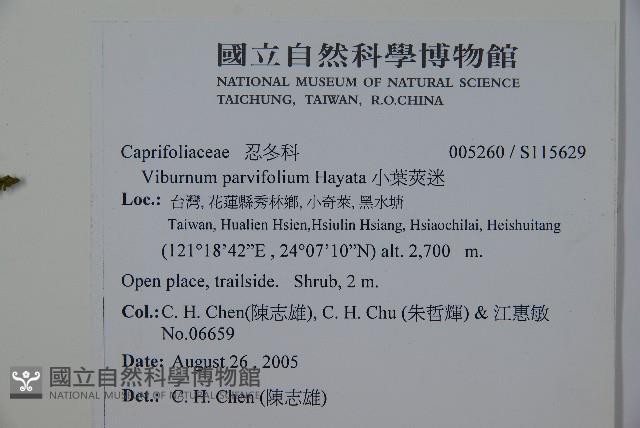 國立自然科學博物館
NATIONAL MUSEUM OF NATURAL SCIENCE
TAICHUNG, TAIWAN, R.O.CHINA
Caprifoliaceae 忍冬科 005260 / S115629
Viburnum parvifolium Hayata 小葉莢迷
Loc.: 台灣, 花蓮縣秀林鄉, 小奇萊, 黑水塘
Taiwan, Hualien Hsien,Hsiulin Hsiang, Hsiaochilai, Heishuitang
(121°18'42”E , 24°07'10”N) alt. 2,700 m.
Open place, trailside. Shrub, 2 m.
Col.: C. H. Chen(陳志雄), C. H. Chu (朱哲輝) & 江惠敏
No.06659
Date: August 26 , 2005
Det.: C. H. Chen (陳志雄)
國立自然科學博物館
NATIONAL MUSEUM OF NATURAL SCIENCE